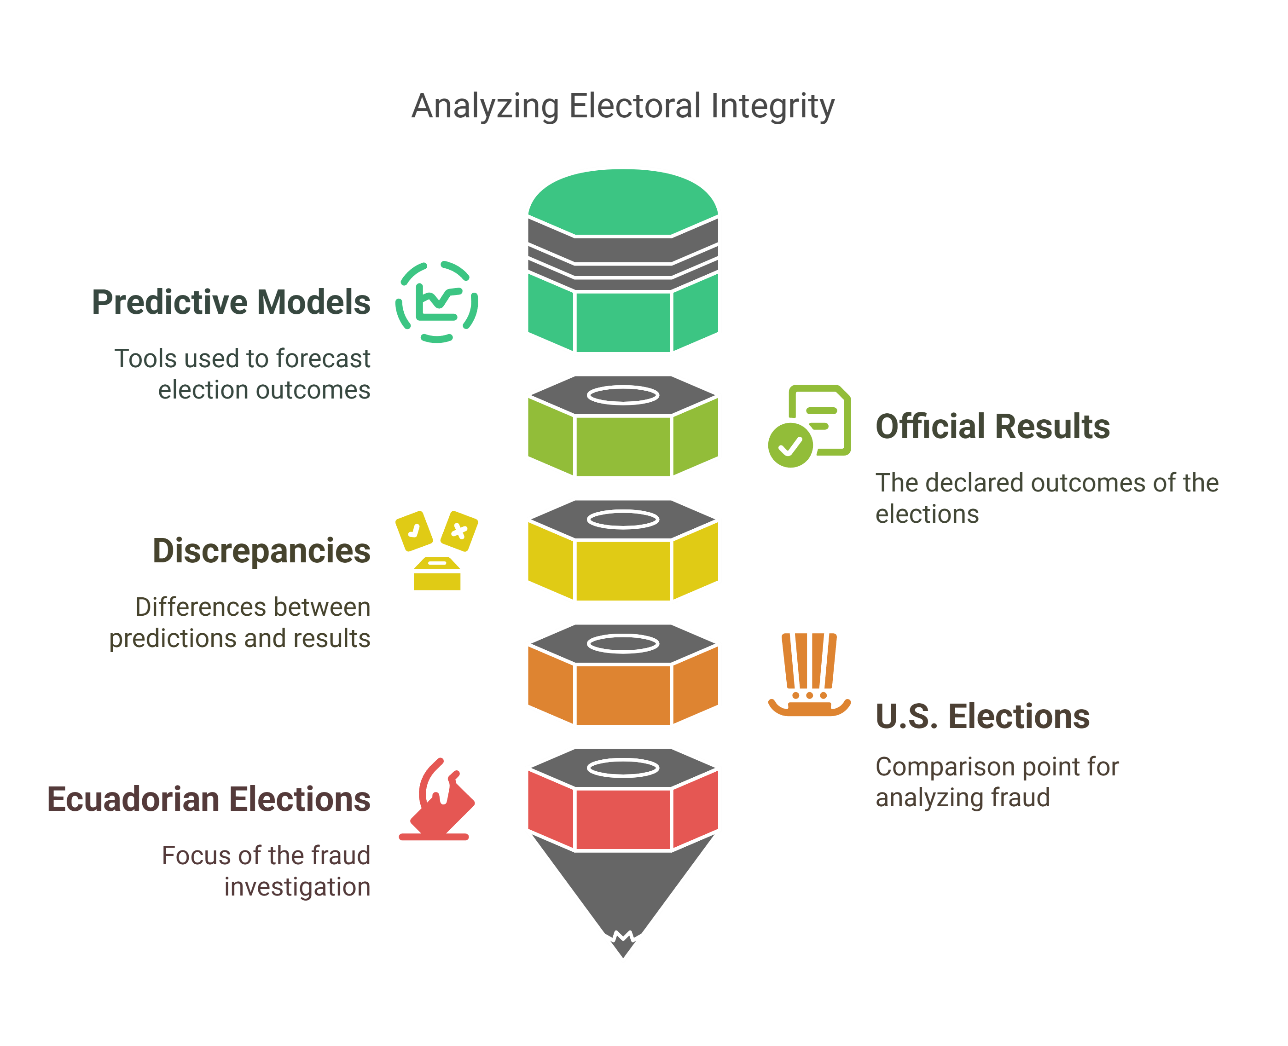 Analyzing Electoral Integrity
Predictive Models
Tools used to forecast
election outcomes
Official Results
The declared outcomes of the
elections
Discrepancies
Differences between
predictions and results
U.S. Elections
Comparison point for
analyzing fraud
Ecuadorian Elections
Focus of the fraud
investigation